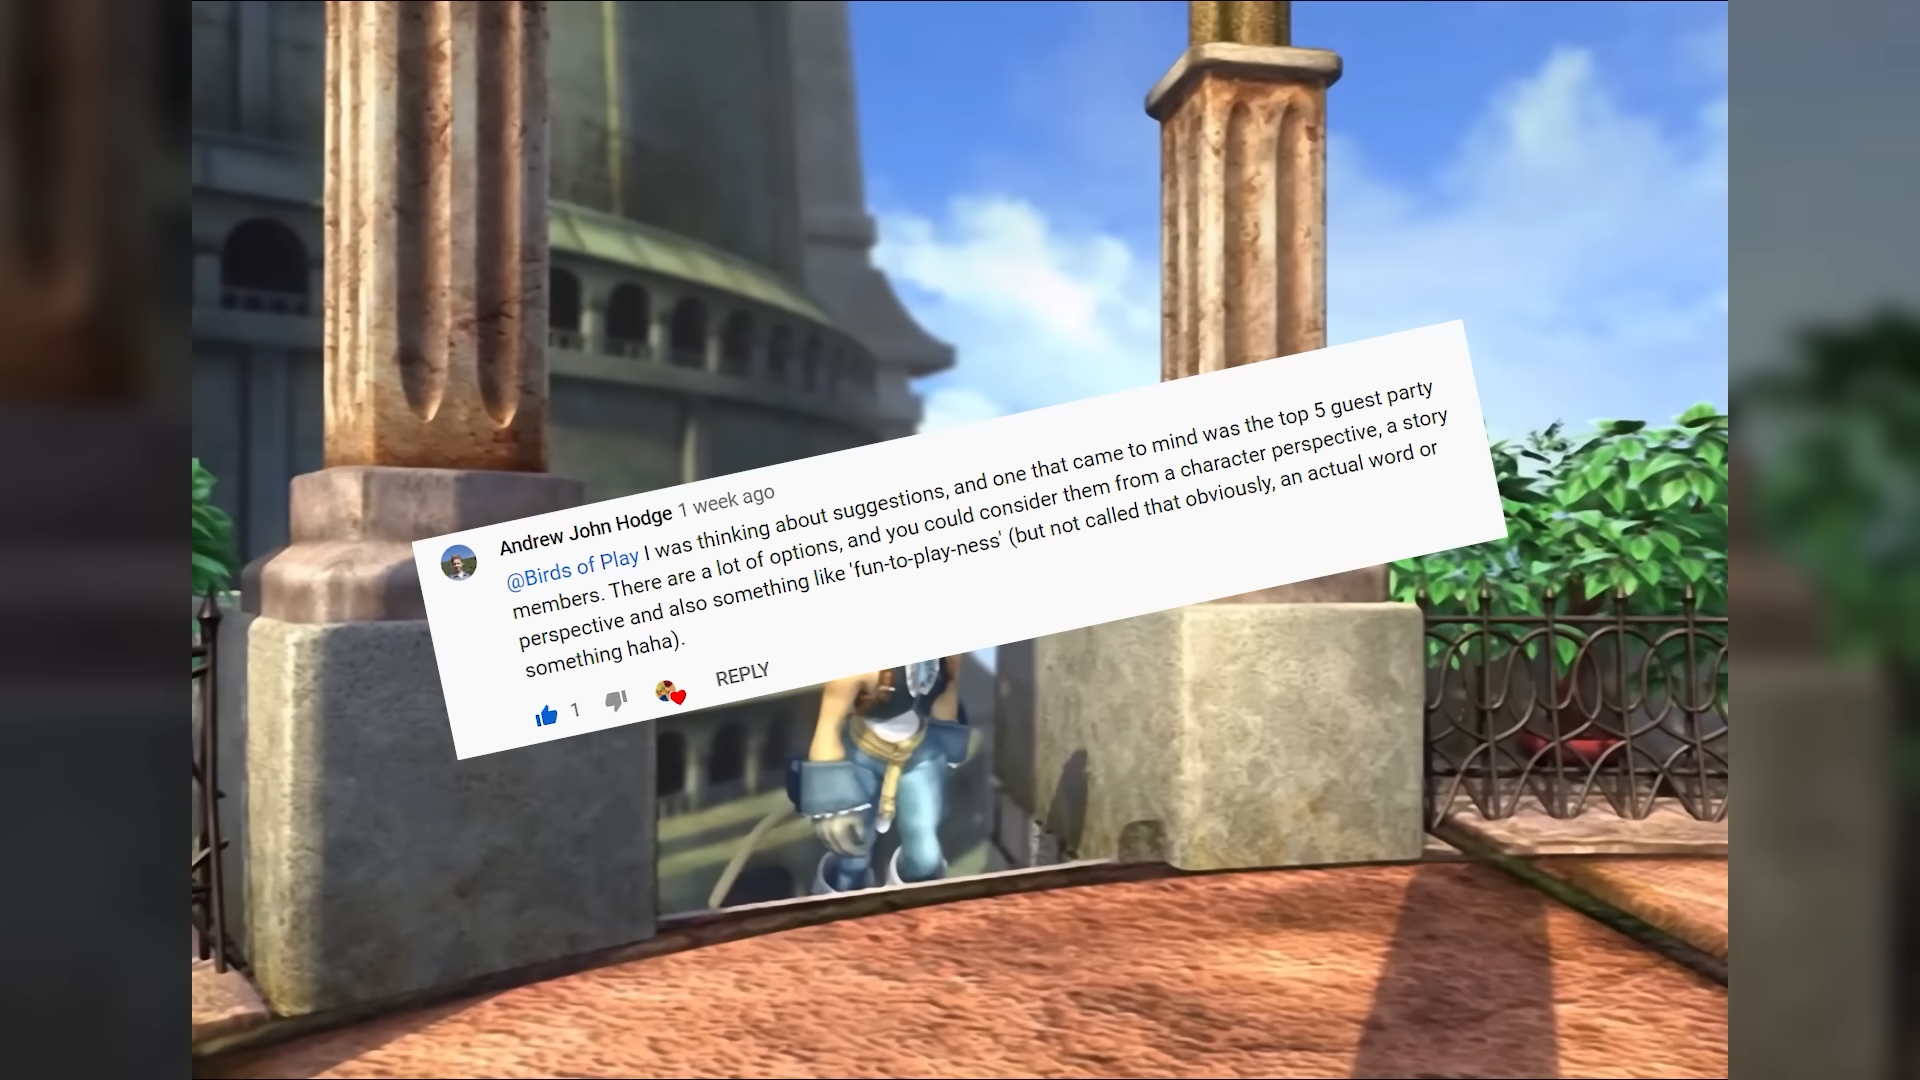 Andrew John Hodge 1 week ago
@Birds of Play I was thinking about suggestions, and one that came to mind was the top 5 guest party
members. There are a lot of options, and you could consider them from a character perspective, a story
perspective and also something like 'fun-to-play-ness' (but not called that obviously, an actual word or
something haha).
1 REPLY